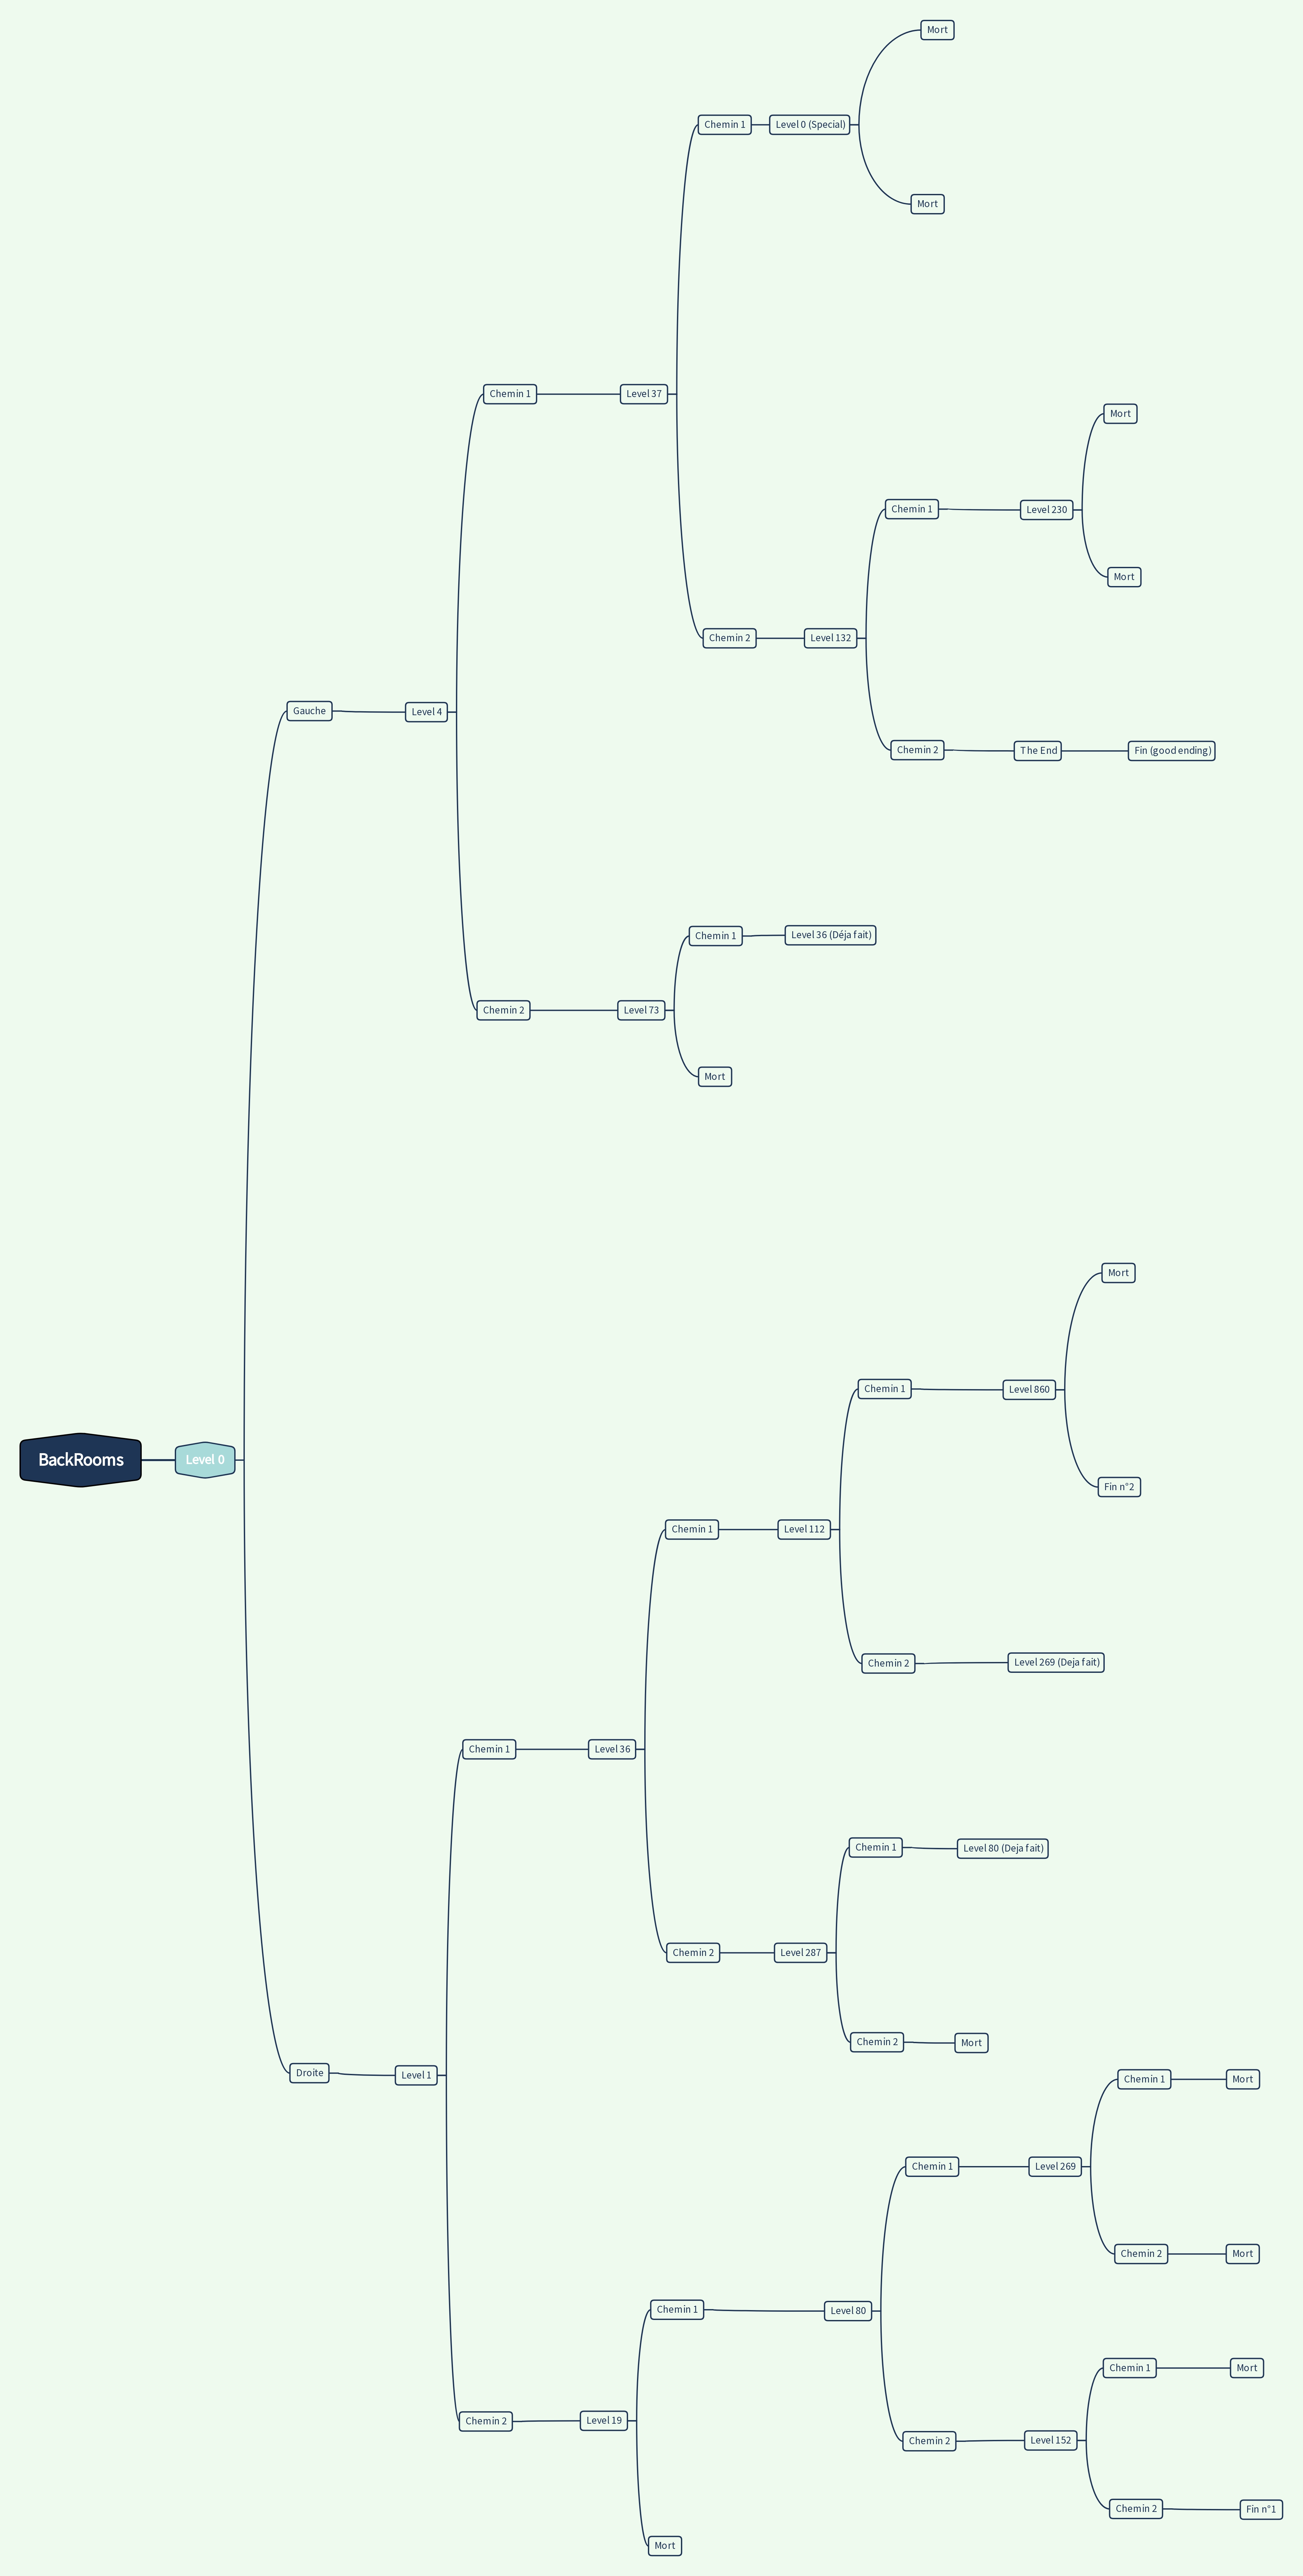 Mort
Chemin 1
Level 0 (Special)
Mort
Chemin 1
Level 37
Mort
Chemin 1
Level 230
Mort
Chemin 2
Level 132
Gauche
Level 4
Chemin 2
The End
Fin (good ending)
Chemin 1
Level 36 (Déja fait)
Chemin 2
Level 73
Mort
Mort
Chemin 1
Level 860
BackRooms
Level 0
Fin n°2
Chemin 1
Level 112
Chemin 2
Level 269 (Deja fait)
Chemin 1
Level 36
Chemin 1
Level 80 (Deja fait)
Chemin 2
Level 287
Chemin 2
Mort
Droite
Level 1
Chemin 1
Mort
Chemin 1
Level 269
Chemin 2
Mort
Chemin 1
Level 80
Chemin 1
Mort
Chemin 2
Level 19
Chemin 2
Level 152
Chemin 2
Fin n°1
Mort